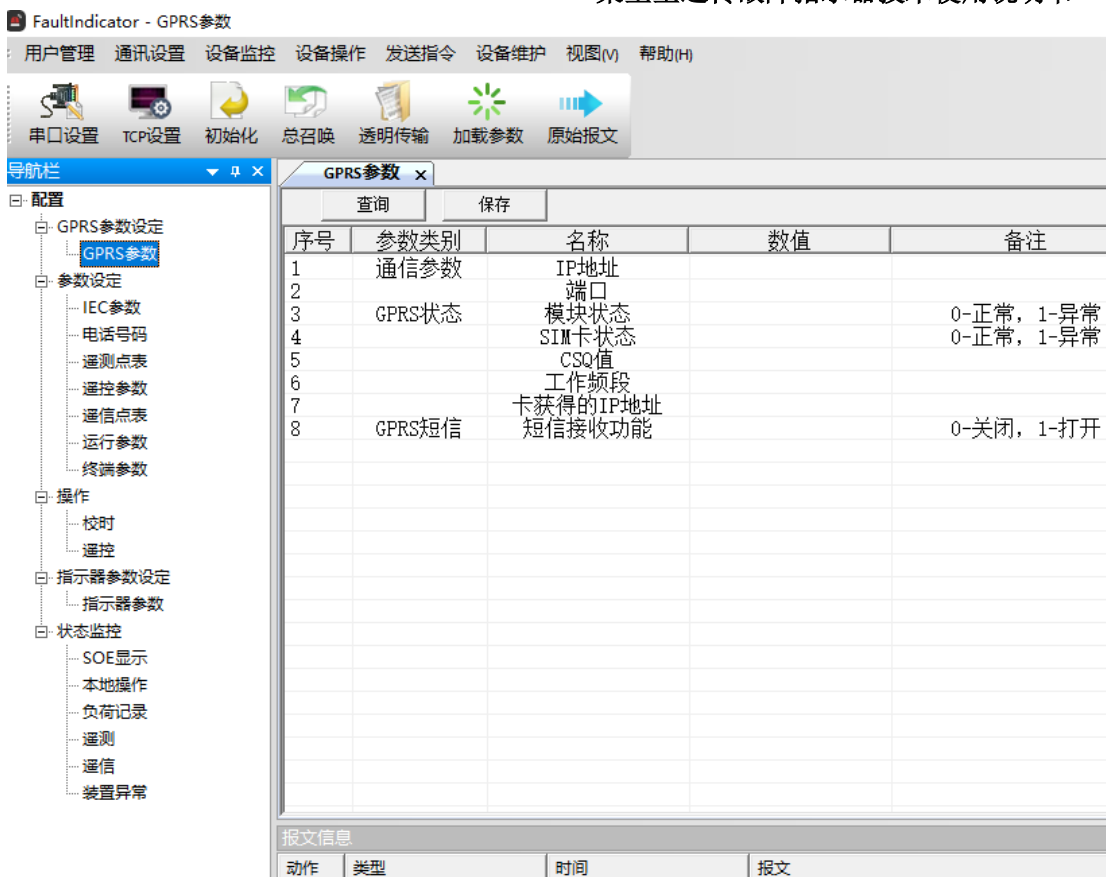 FaultIndicator - GPRS参数
用户管理 通讯设置 设备监控 设备操作 发送指令 设备维护 视图(V) 帮助(H)
串口设置 TCP设置 初始化 总召唤 透明传输 加载参数 原始报文
导航栏
配置
GPRS参数设定
GPRS参数
参数设定
IEC参数
电话号码
遥测点表
遥控参数
遥信点表
运行参数
终端参数
操作
校时
遥控
指示器参数设定
指示器参数
状态监控
SOE显示
本地操作
负荷记录
遥测
遥信
装置异常
GPRS参数 x
查询 保存
序号 参数类别 名称 数值 备注
1 通信参数 IP地址
2 端口
3 GPRS状态 模块状态 0-正常, 1-异常
4 SIM卡状态 0-正常, 1-异常
5 CSQ值
6 工作频段
7 卡获得的IP地址
8 GPRS短信 短信接收功能 0-关闭, 1-打开
报文信息
动作 类型 时间 报文